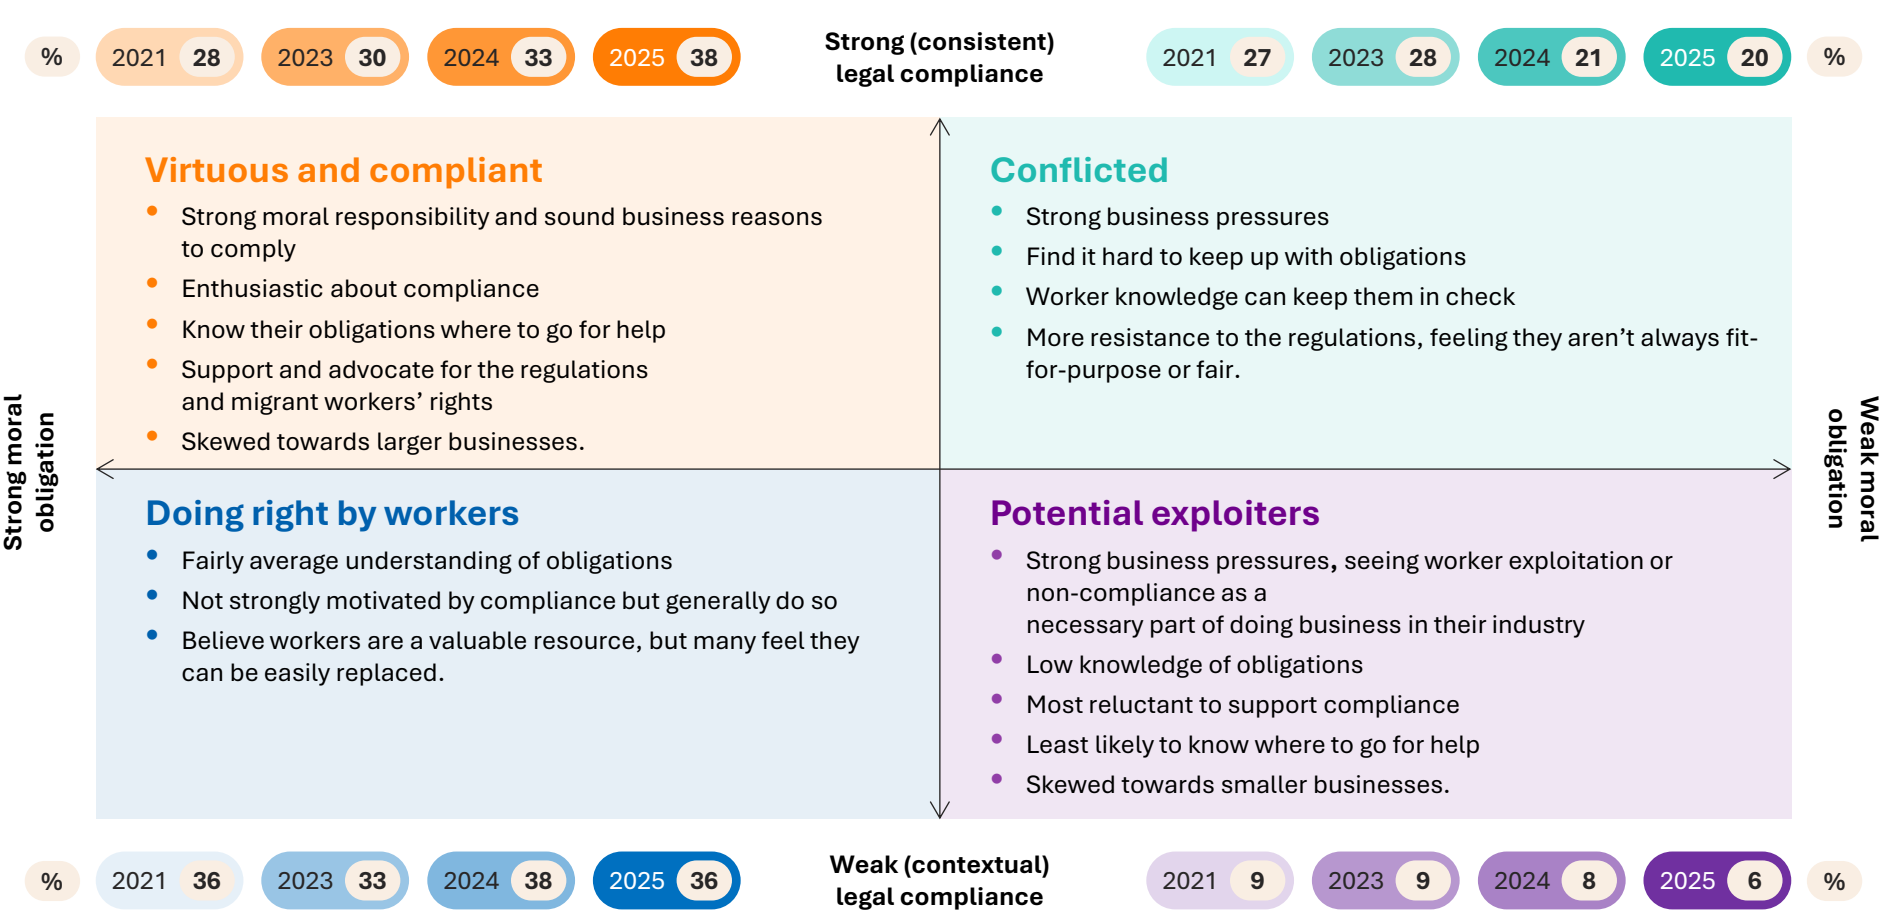 % 2021 28 2023 30 2024 33 2025 38
Strong (consistent)
legal compliance
2021 27 2023 28 2024 21 2025 20 %
Strong moral
obligation
Virtuous and compliant
• Strong moral responsibility and sound business reasons
to comply
• Enthusiastic about compliance
• Know their obligations where to go for help
• Support and advocate for the regulations
and migrant workers’ rights
• Skewed towards larger businesses.
Conflicted
• Strong business pressures
• Find it hard to keep up with obligations
• Worker knowledge can keep them in check
• More resistance to the regulations, feeling they aren’t always fit-
for-purpose or fair.
Weak moral
obligation
Doing right by workers
• Fairly average understanding of obligations
• Not strongly motivated by compliance but generally do so
• Believe workers are a valuable resource, but many feel they
can be easily replaced.
Potential exploiters
• Strong business pressures, seeing worker exploitation or
non-compliance as a
necessary part of doing business in their industry
• Low knowledge of obligations
• Most reluctant to support compliance
• Least likely to know where to go for help
• Skewed towards smaller businesses.
% 2021 36 2023 33 2024 38 2025 36
Weak (contextual)
legal compliance
2021 9 2023 9 2024 8 2025 6 %